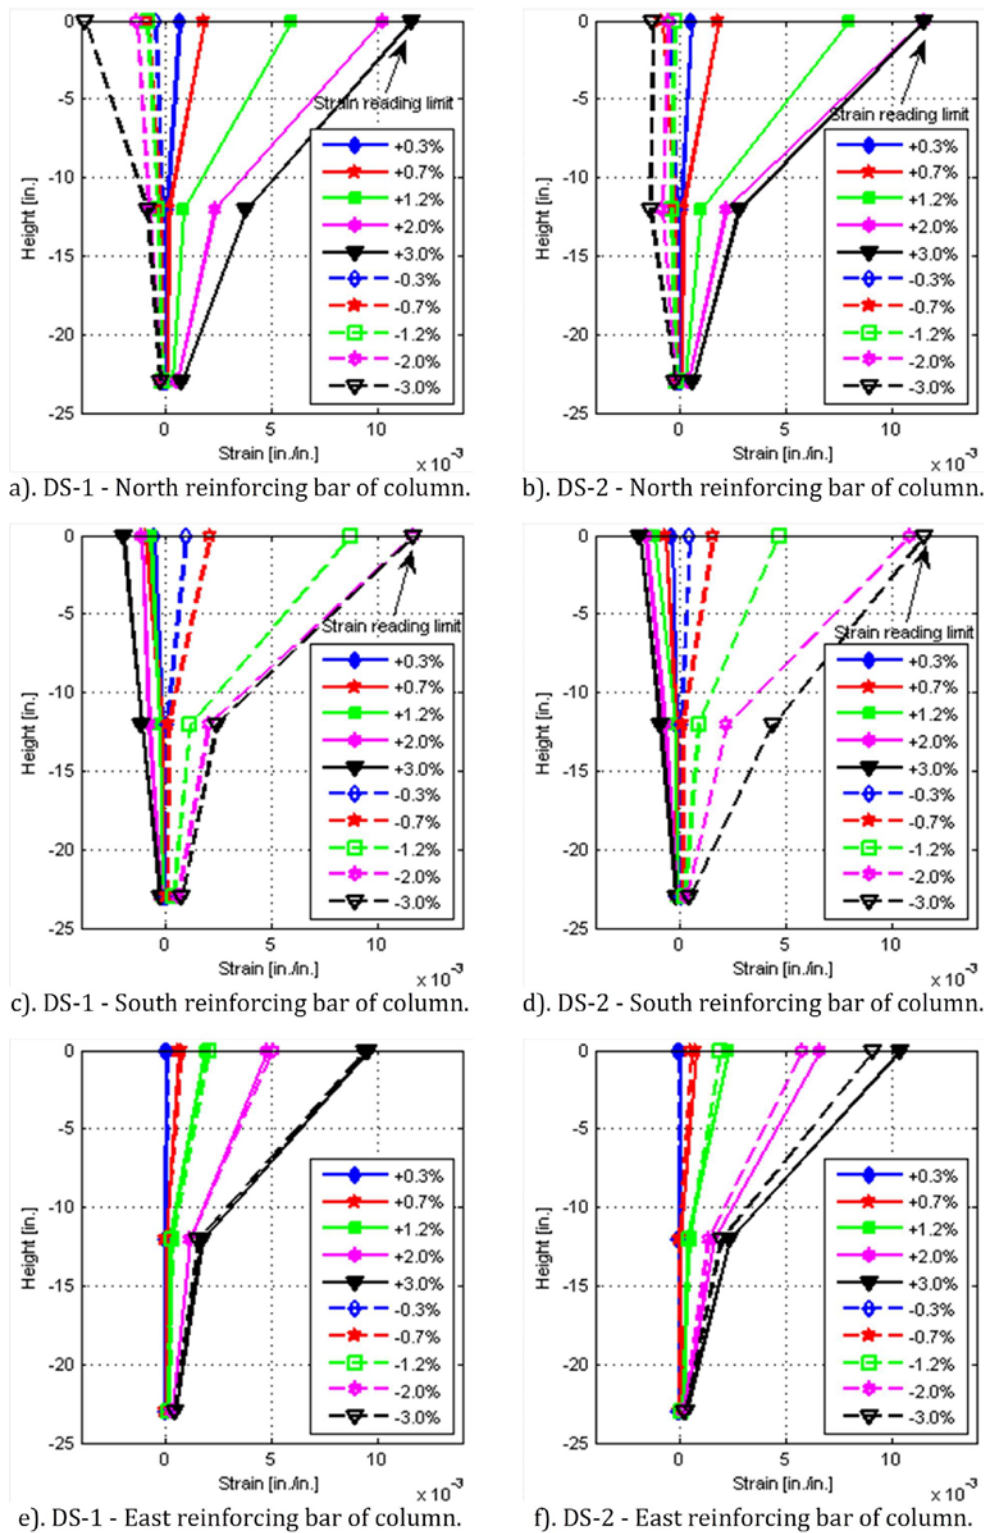 0
-5
-10
-15
-20
-25
Height [in.]
Strain reading limit
+0.3%
+0.7%
+1.2%
+2.0%
+3.0%
-0.3%
-0.7%
-1.2%
-2.0%
-3.0%
0 5 10
Strain [in./in.]
x 10-3
a). DS-1 - North reinforcing bar of column.
0
-5
-10
-15
-20
-25
Height [in.]
Strain reading limit
+0.3%
+0.7%
+1.2%
+2.0%
+3.0%
-0.3%
-0.7%
-1.2%
-2.0%
-3.0%
0 5 10
Strain [in./in.]
x 10-3
b). DS-2 - North reinforcing bar of column.
0
-5
-10
-15
-20
-25
Height [in.]
Strain reading limit
+0.3%
+0.7%
+1.2%
+2.0%
+3.0%
-0.3%
-0.7%
-1.2%
-2.0%
-3.0%
0 5 10
Strain [in./in.]
x 10-3
c). DS-1 - South reinforcing bar of column.
0
-5
-10
-15
-20
-25
Height [in.]
Strain reading limit
+0.3%
+0.7%
+1.2%
+2.0%
+3.0%
-0.3%
-0.7%
-1.2%
-2.0%
-3.0%
0 5 10
Strain [in./in.]
x 10-3
d). DS-2 - South reinforcing bar of column.
0
-5
-10
-15
-20
-25
Height [in.]
+0.3%
+0.7%
+1.2%
+2.0%
+3.0%
-0.3%
-0.7%
-1.2%
-2.0%
-3.0%
0 5 10
Strain [in./in.]
x 10-3
e). DS-1 - East reinforcing bar of column.
0
-5
-10
-15
-20
-25
Height [in.]
+0.3%
+0.7%
+1.2%
+2.0%
+3.0%
-0.3%
-0.7%
-1.2%
-2.0%
-3.0%
0 5 10
Strain [in./in.]
x 10-3
f). DS-2 - East reinforcing bar of column.